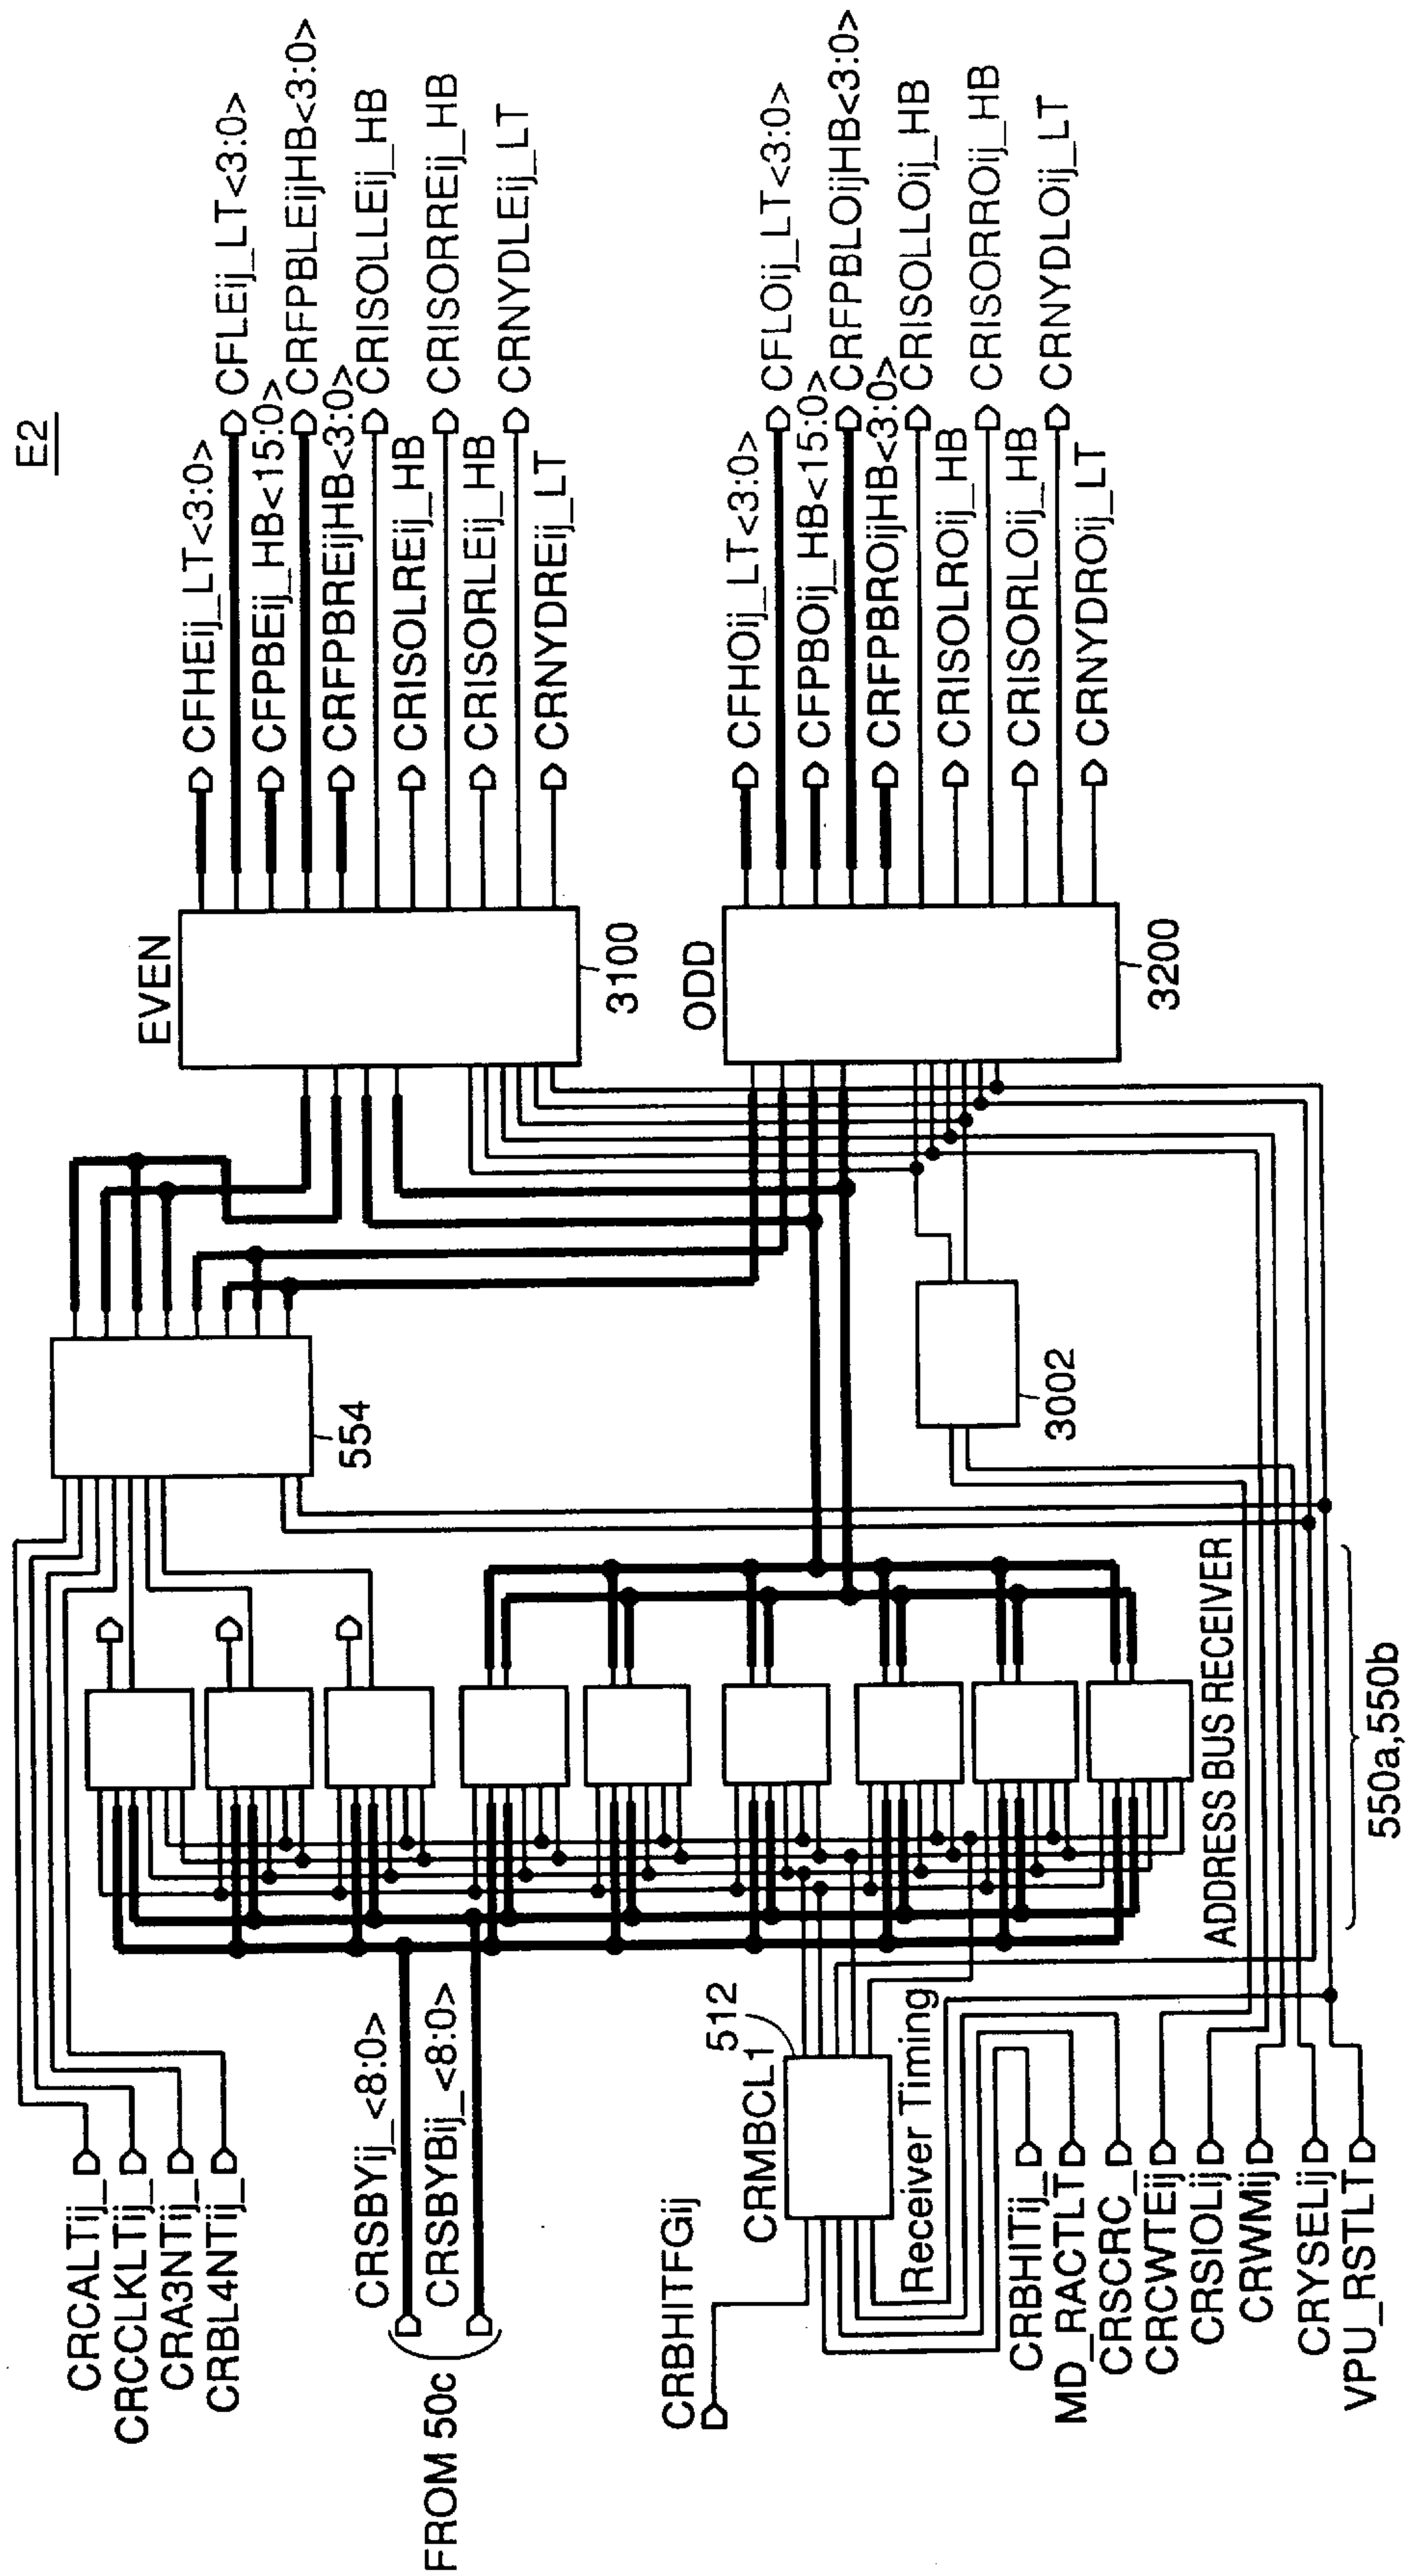 E2
CRCALTij_
CRCCLKLTij_
CRA3NTij_
CRBL4NTij_
CRSBYij_<8:0>
CRSBYBij_<8:0>
FROM 50c
CRBHITFGij
CRMBCL1
512
Receiver Timing
CRBHITij_
MD_RACTLT
CRSCRC_
CRCWTEij
CRSIOLij
CRWMij
CRYSELij
VPU_RSTLT
ADDRESS BUS RECEIVER
550a,550b
554
3002
EVEN
3100
ODD
3200
CFHEij_LT<3:0>
CFLEij_LT<3:0>
CFPBEij_HB<15:0>
CRFPBLEijHB<3:0>
CRFPBREijHB<3:0>
CRISOLLEij_HB
CRISOLREij_HB
CRISORREij_HB
CRISORLEij_HB
CRNYDLEij_LT
CRNYDREij_LT
CFHOij_LT<3:0>
CFLOij_LT<3:0>
CFPBOij_HB<15:0>
CRFPBLOijHB<3:0>
CRFPBROijHB<3:0>
CRISOLLOij_HB
CRISOLROij_HB
CRISORROij_HB
CRISORLOij_HB
CRNYDLOij_LT
CRNYDROij_LT